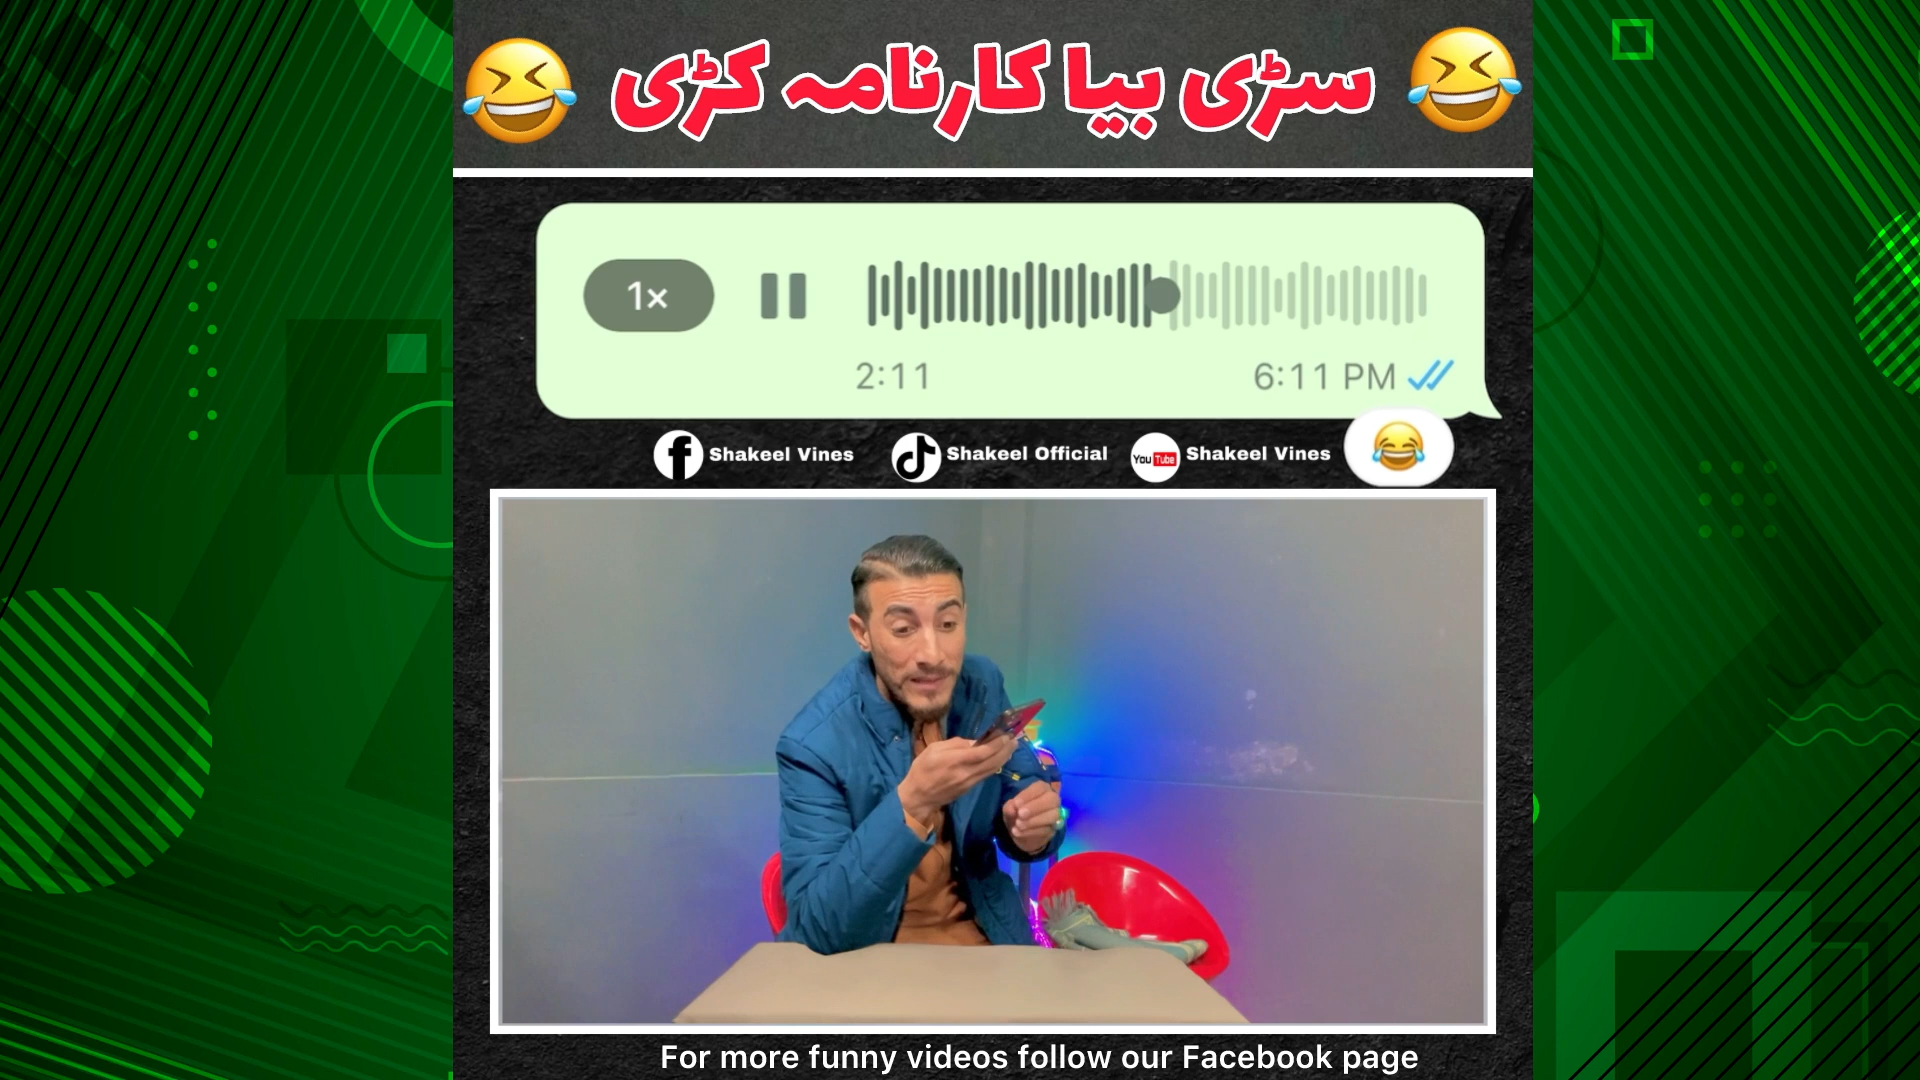 سڑی بیا کارنامہ کڑی
1×
2:11
6:11 PM
Shakeel Vines
Shakeel Official
You Tube
Shakeel Vines
For more funny videos follow our Facebook page